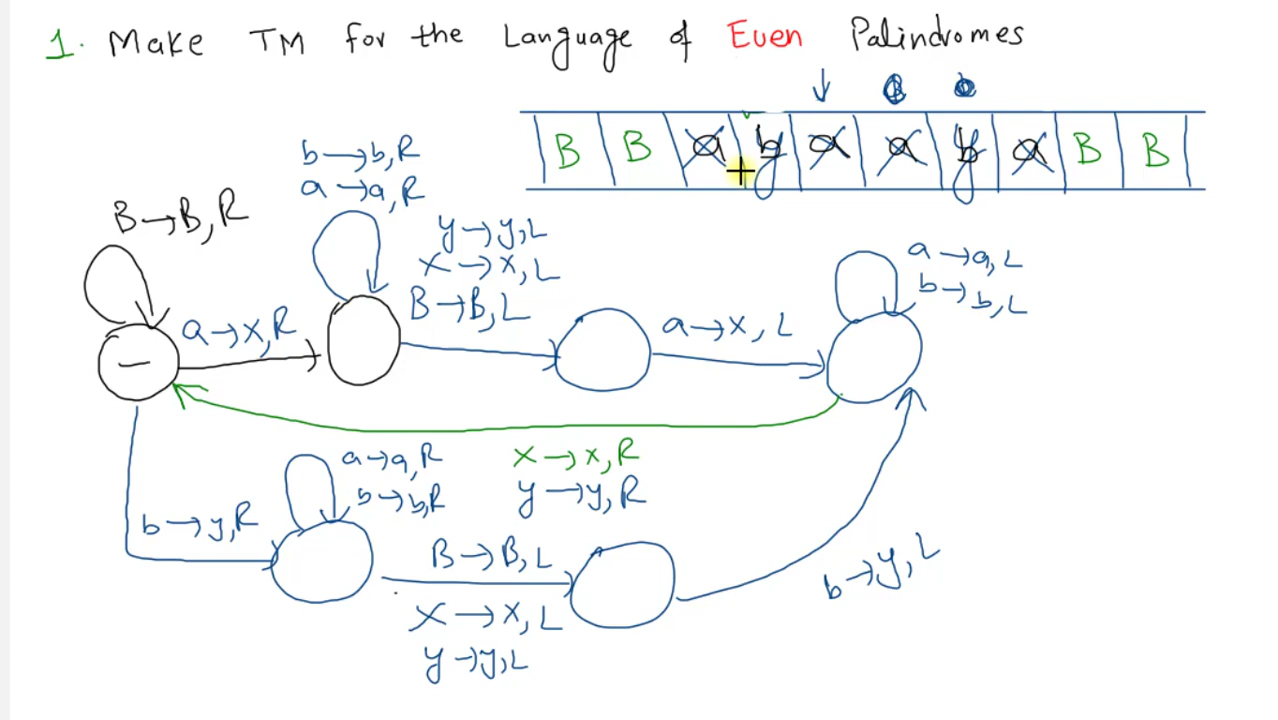 1. Make TM for the Language of Even Palindromes
B B a b a a b a B B
b→b,R
a→a,R
B→B,R
y→y,L
x→x,L
B→B,L
a→x,R
a→x,L
a→a,L
b→b,L
–
a→a,R
b→b,R
x→x,R
y→y,R
b→y,R
B→B,L
x→x,L
y→y,L
b→y,L